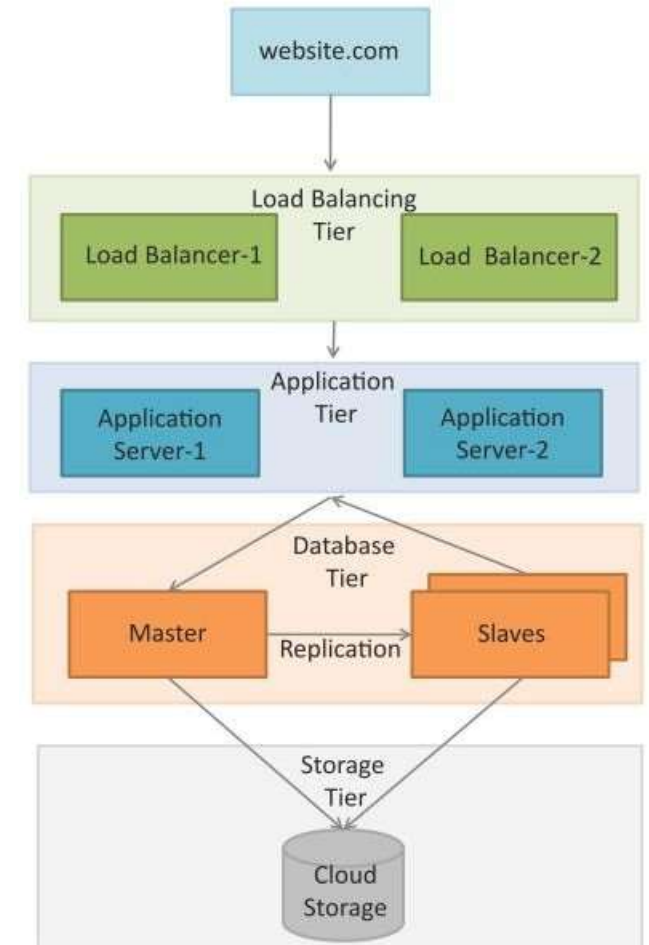 website.com
Load Balancing
Tier
Load Balancer-1
Load Balancer-2
Application
Tier
Application
Server-1
Application
Server-2
Database
Tier
Master
Replication
Slaves
Storage
Tier
Cloud
Storage